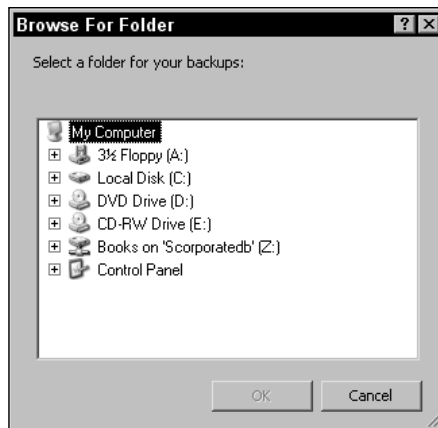 Browse For Folder
Select a folder for your backups:
My Computer
3½ Floppy (A:)
Local Disk (C:)
DVD Drive (D:)
CD-RW Drive (E:)
Books on 'Scorporatedb' (Z:)
Control Panel
OK Cancel